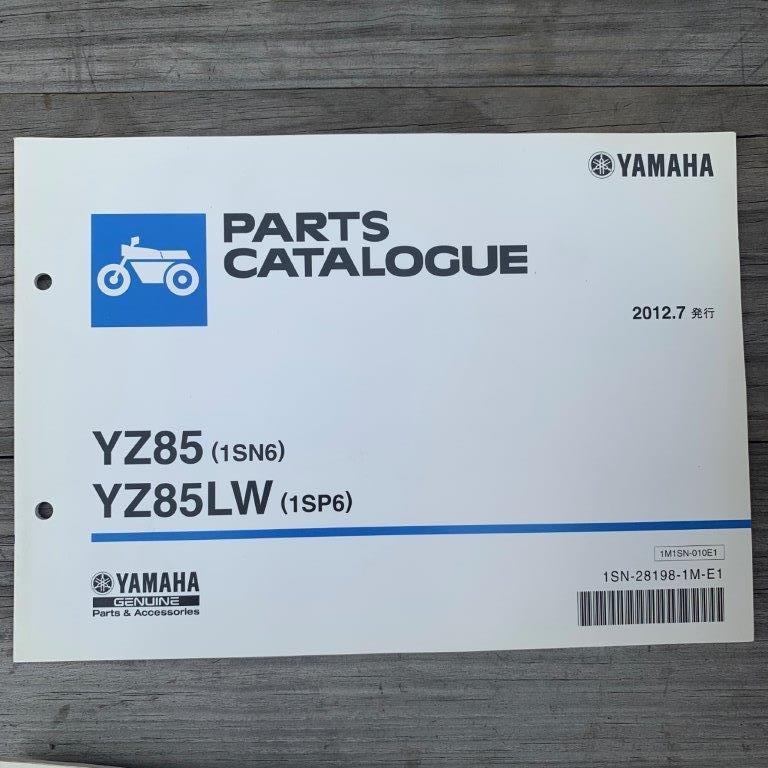 YAMAHA
PARTS
CATALOGUE
2012.7 発行
YZ85 (1SN6)
YZ85LW (1SP6)
1M1SN-010E1
1SN-28198-1M-E1
YAMAHA
GENUINE
Parts & Accessories